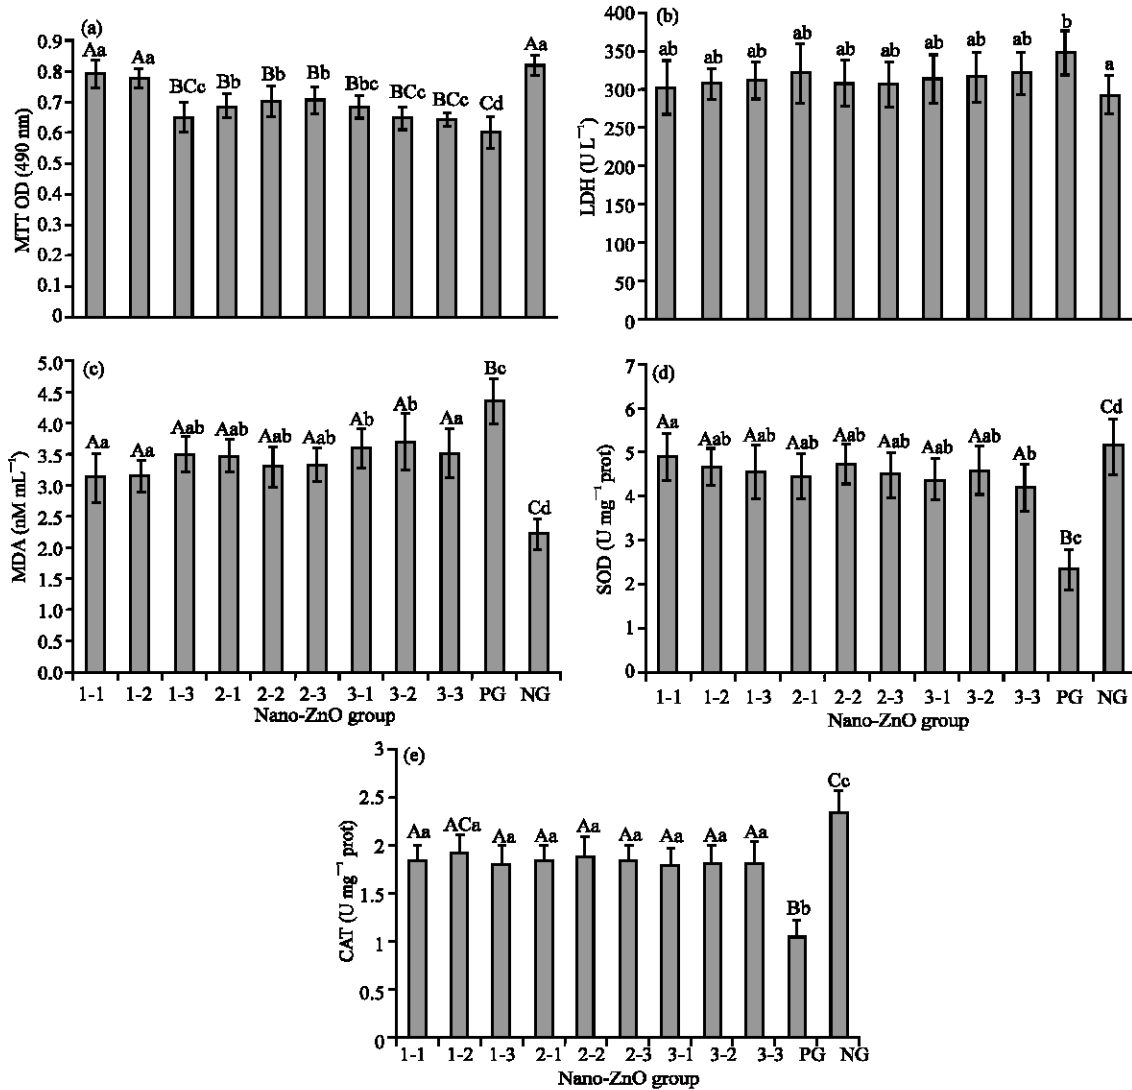 (a)
MTT OD (490 nm)
0.9
0.8
0.7
0.6
0.5
0.4
0.3
0.2
0.1
0
Aa Aa BCc Bb Bb Bb Bbc BCc BCc Cd Aa
(b)
LDH (U L⁻¹)
400
350
300
250
200
150
100
50
0
ab ab ab ab ab ab ab ab ab b a
(c)
MDA (nM mL⁻¹)
5.0
4.5
4.0
3.5
3.0
2.5
2.0
1.5
1.0
0.5
0.0
Aa Aa Aab Aab Aab Aab Ab Ab Aa Bc Cd
1-1 1-2 1-3 2-1 2-2 2-3 3-1 3-2 3-3 PG NG
Nano-ZnO group
(d)
SOD (U mg⁻¹ prot)
7
6
5
4
3
2
1
0
Aa Aab Aab Aab Aab Aab Aab Aab Ab Bc Cd
1-1 1-2 1-3 2-1 2-2 2-3 3-1 3-2 3-3 PG NG
Nano-ZnO group
(e)
CAT (U mg⁻¹ prot)
3
2.5
2
1.5
1
0.5
0
Aa ACa Aa Aa Aa Aa Aa Aa Aa Bb Cc
1-1 1-2 1-3 2-1 2-2 2-3 3-1 3-2 3-3 PG NG
Nano-ZnO group